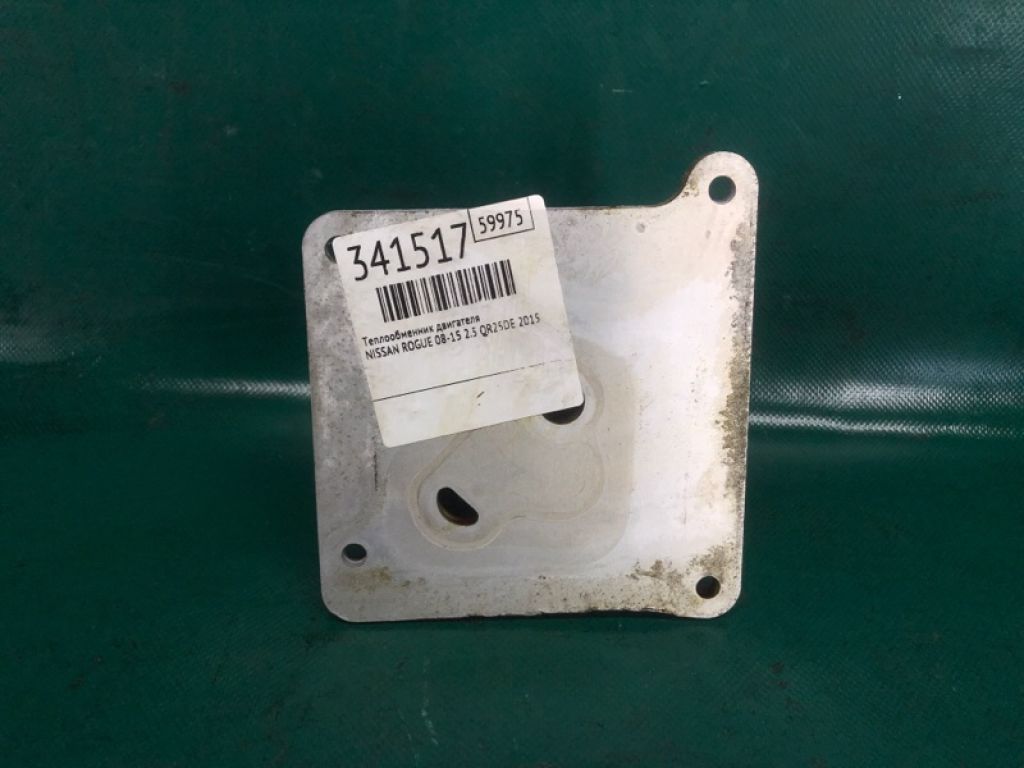 341517
59975
Теплообменник двигателя
NISSAN ROGUE 08-15 2.5 QR25DE 2015